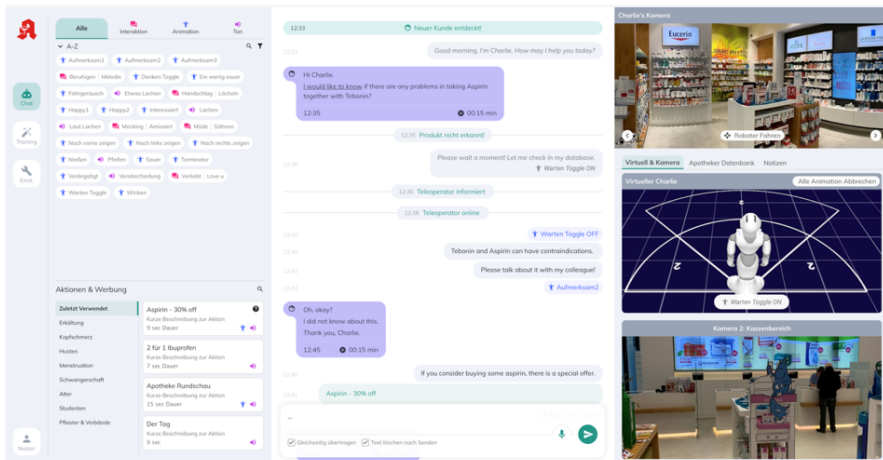 Alle
Interaktion
Animation
Ton
A-Z
Aufmerksam1
Aufmerksam2
Aufmerksam3
Beruhigen | Melodie
Denken Toggle
Ein wenig sauer
Fahrgeräusch
Etwas Lachen
Handschlag | Lächeln
Happy1
Happy2
Interessiert
Lachen
Laut Lachen
Mocking | Amüsiert
Müde | Gähnen
Nach vorne zeigen
Nach links zeigen
Nach rechts zeigen
Nießen
Pfeifen
Sauer
Terminator
Verängstigt
Verabschiedung
Verliebt | Love u
Warten Toggle
Winken
Chat
Training
Einst.
Aktionen & Werbung
Zuletzt Verwendet
Erkältung
Kopfschmerz
Husten
Menstruation
Schwangerschaft
Alter
Studenten
Pflaster & Verbände
Aspirin - 30% off
Kurze Beschreibung zur Aktion
9 sec Dauer
2 für 1 Ibuprofen
Kurze Beschreibung zur Aktion
7 sec Dauer
Apotheke Rundschau
Kurze Beschreibung zur Aktion
15 sec Dauer
Der Tag
Kurze Beschreibung zur Aktion
9 sec
12:33
Neuer Kunde entdeckt!
12:33
Good morning, I'm Charlie. How may i help you today?
Hi Charlie,
I would like to know if there are any problems in taking Aspirin
together with Tebonin?
12:35
00:15 min
12:35 Produkt nicht erkannt!
Please wait a moment! Let me check in my database.
Warten Toggle ON
12:36 Teleoperator informiert
12:38 Teleoperator online
Warten Toggle OFF
Tebonin and Aspirin can have contraindications.
Please talk about it with my colleague!
Aufmerksam2
Oh, okay?
I did not know about this.
Thank you, Charlie.
12:45
00:15 min
If you consider buying some aspirin, there is a special offer.
Aspirin - 30% off
Gleichzeitig übertragen
Text löschen nach Senden
Charlie's Kamera
Eucerin
Roboter Fahren
Virtuell & Kamera
Apotheker Datenbank
Notizen
Virtueller Charlie
Alle Animation Abbrechen
2
2
Warten Toggle ON
Kamera 2: Kassenbereich